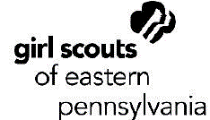 girl scouts
of eastern
pennsylvania